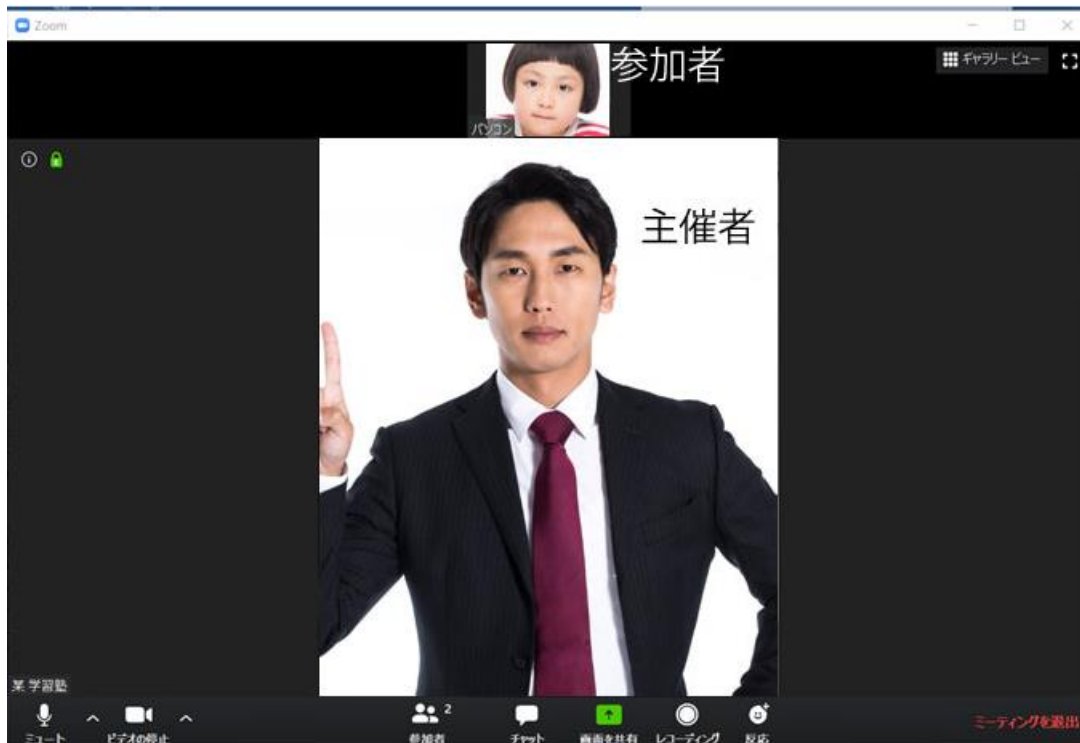 Zoom
参加者
ギャラリー ビュー
パソコン
主催者
某 学習塾
2
ミュート
ビデオの停止
参加者
チャット
画面を共有
レコーディング
反応
ミーティングを退出